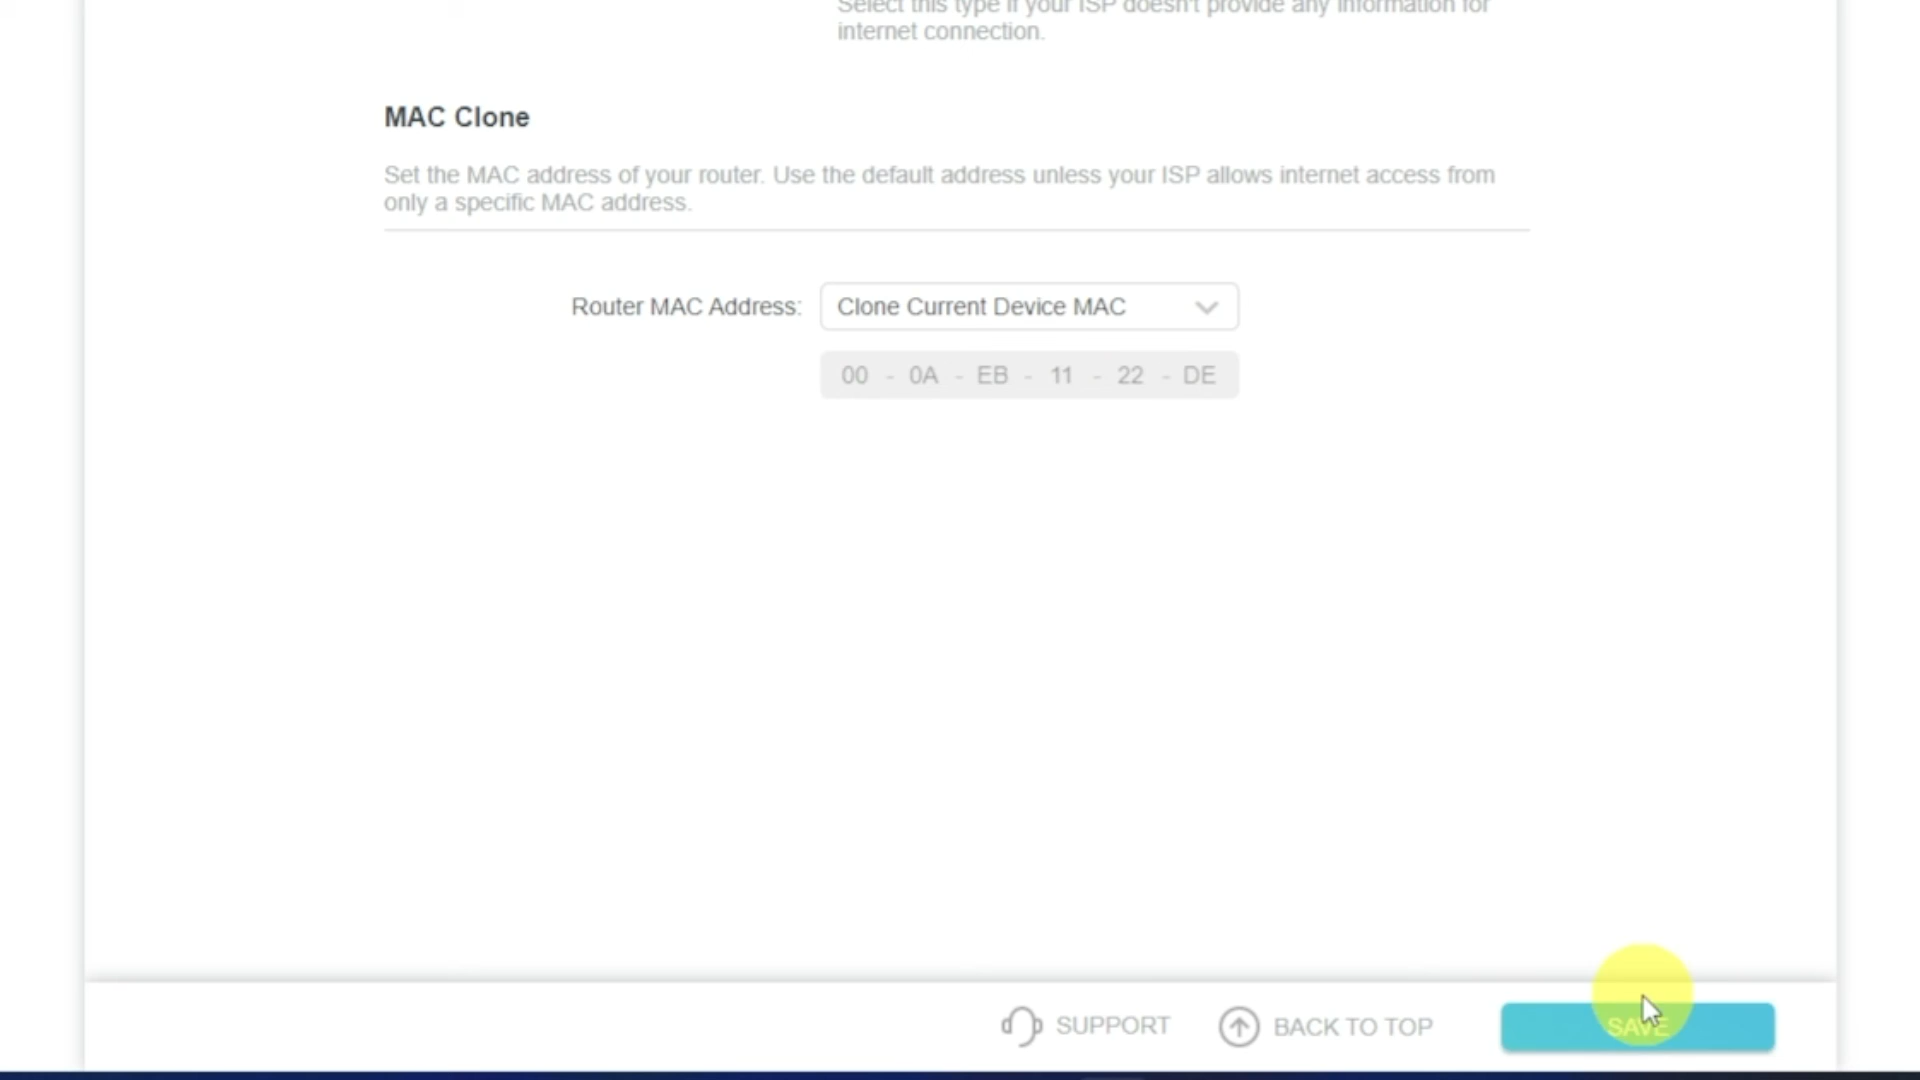 Select this type if your ISP doesn't provide any information for
internet connection.
MAC Clone
Set the MAC address of your router. Use the default address unless your ISP allows internet access from
only a specific MAC address.
Router MAC Address: Clone Current Device MAC
00 - 0A - EB - 11 - 22 - DE
SUPPORT BACK TO TOP SAVE